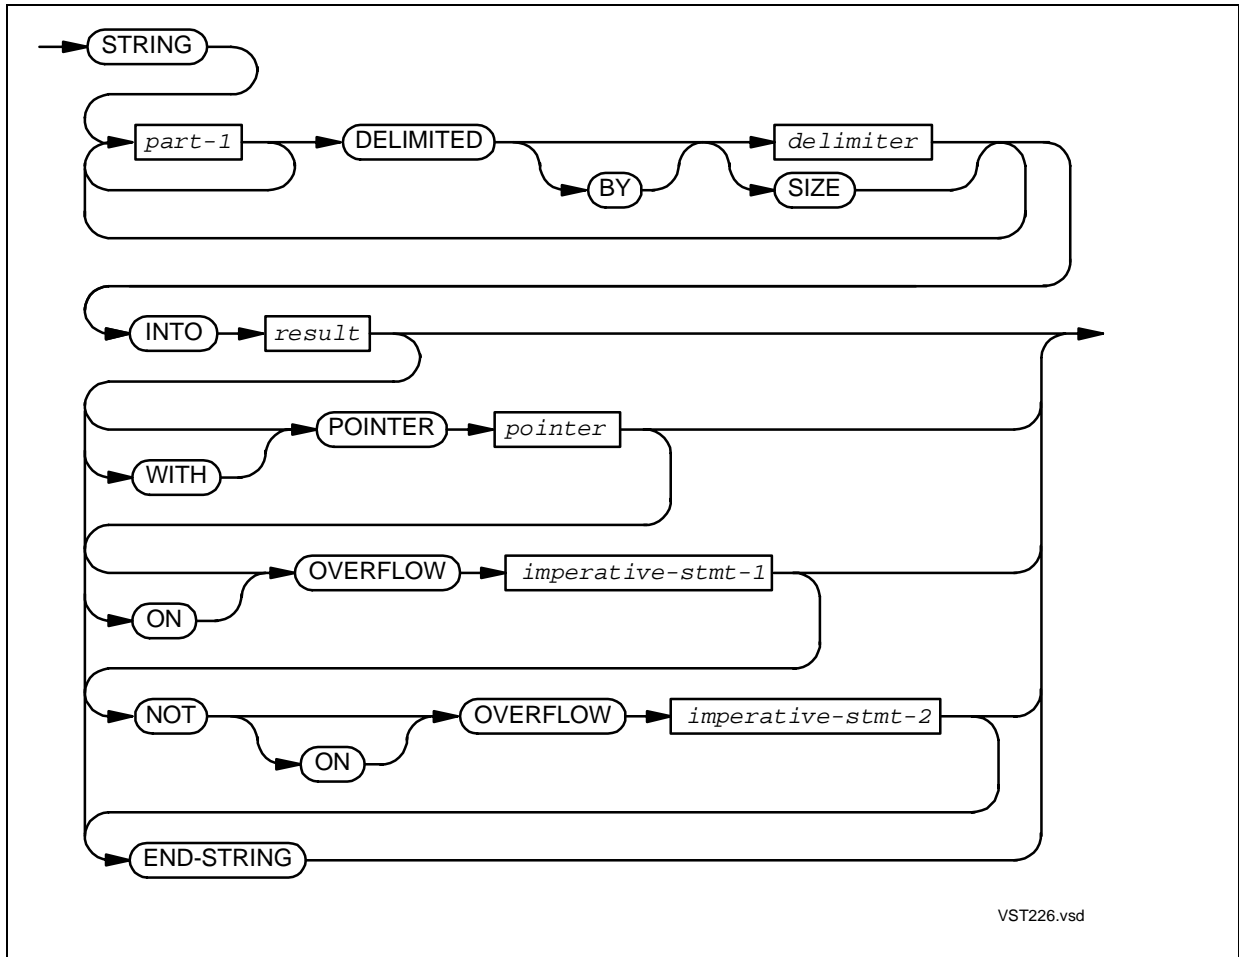 STRING
part-1 DELIMITED delimiter
BY SIZE
INTO result
POINTER pointer
WITH
OVERFLOW imperative-stmt-1
ON
NOT OVERFLOW imperative-stmt-2
ON
END-STRING
VST226.vsd